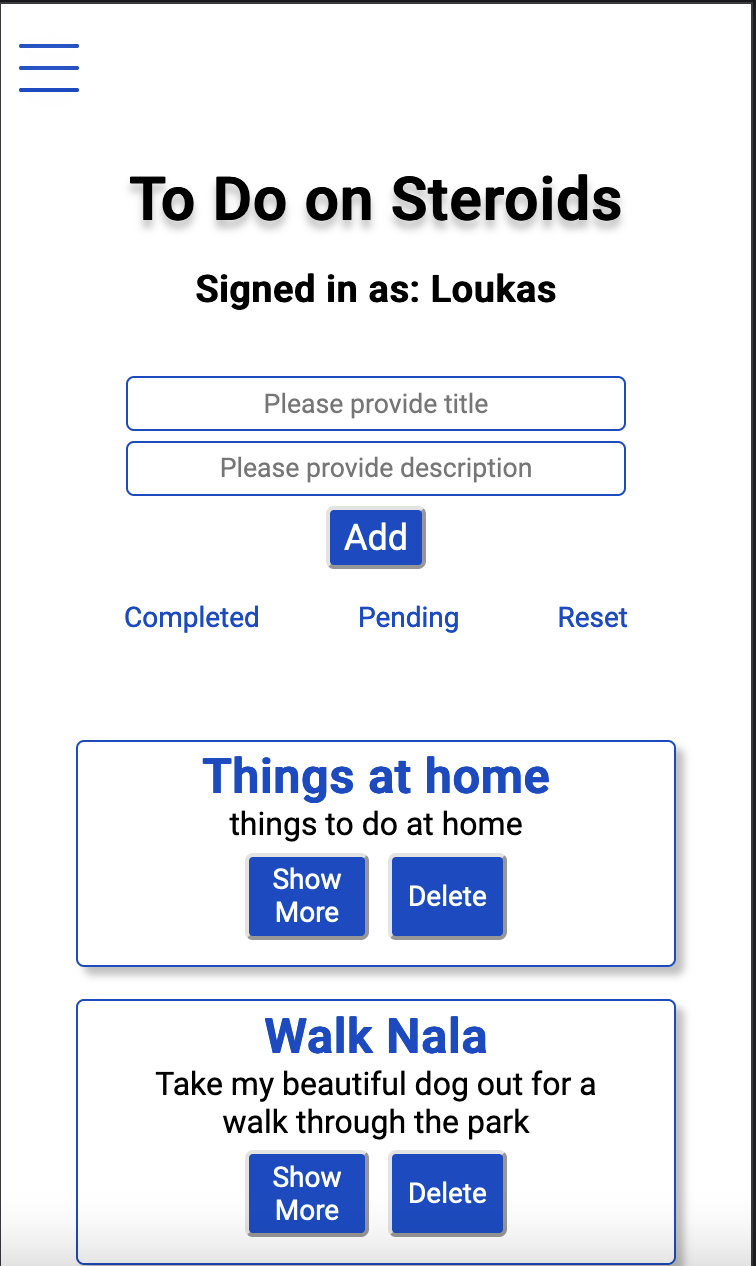 To Do on Steroids
Signed in as: Loukas
Please provide title
Please provide description
Add
Completed Pending Reset
Things at home
things to do at home
Show
More
Delete
Walk Nala
Take my beautiful dog out for a
walk through the park
Show
More
Delete